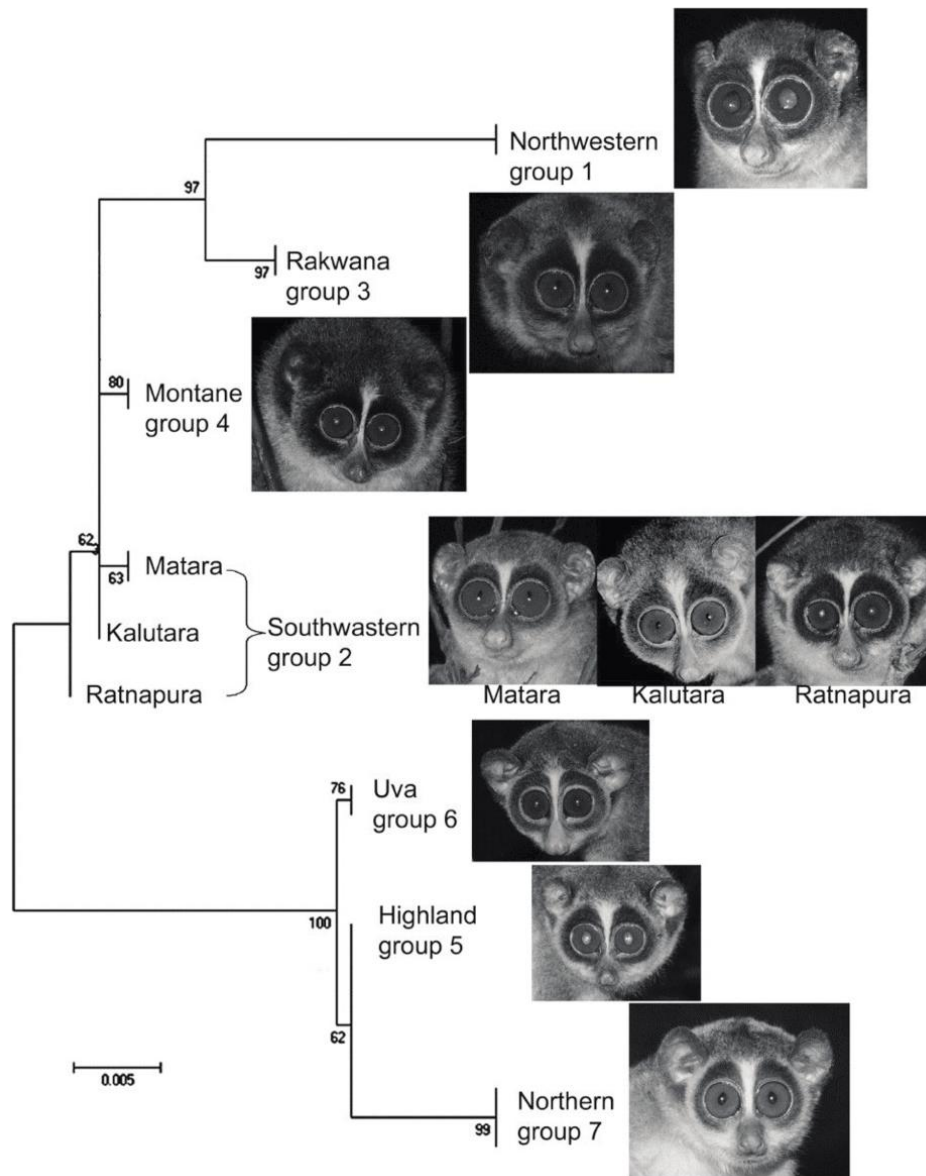 Northwestern
group 1
97
Rakwana
group 3
97
80
Montane
group 4
62
63
Matara
Kalutara
Ratnapura
Southwastern
group 2
Matara
Kalutara
Ratnapura
76
Uva
group 6
100
Highland
group 5
62
0.005
Northern
group 7
99